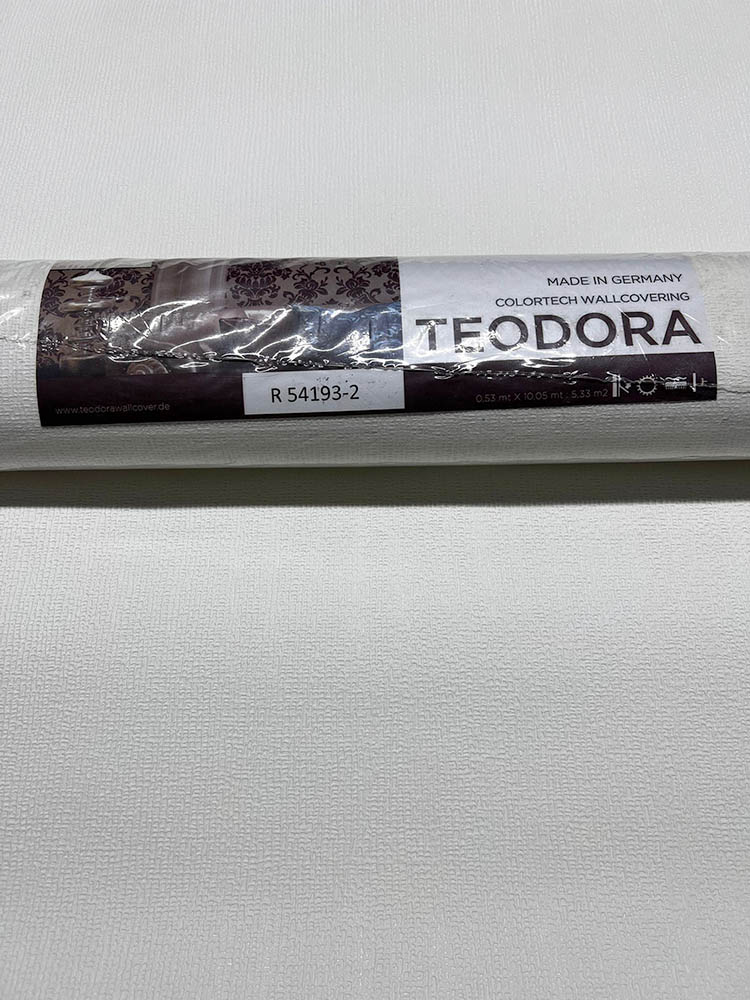 MADE IN GERMANY
COLORTECH WALLCOVERING
TEODORA
R 54193-2
www.teodorawallcover.de
0,53 mt X 10,05 mt : 5,33 m2